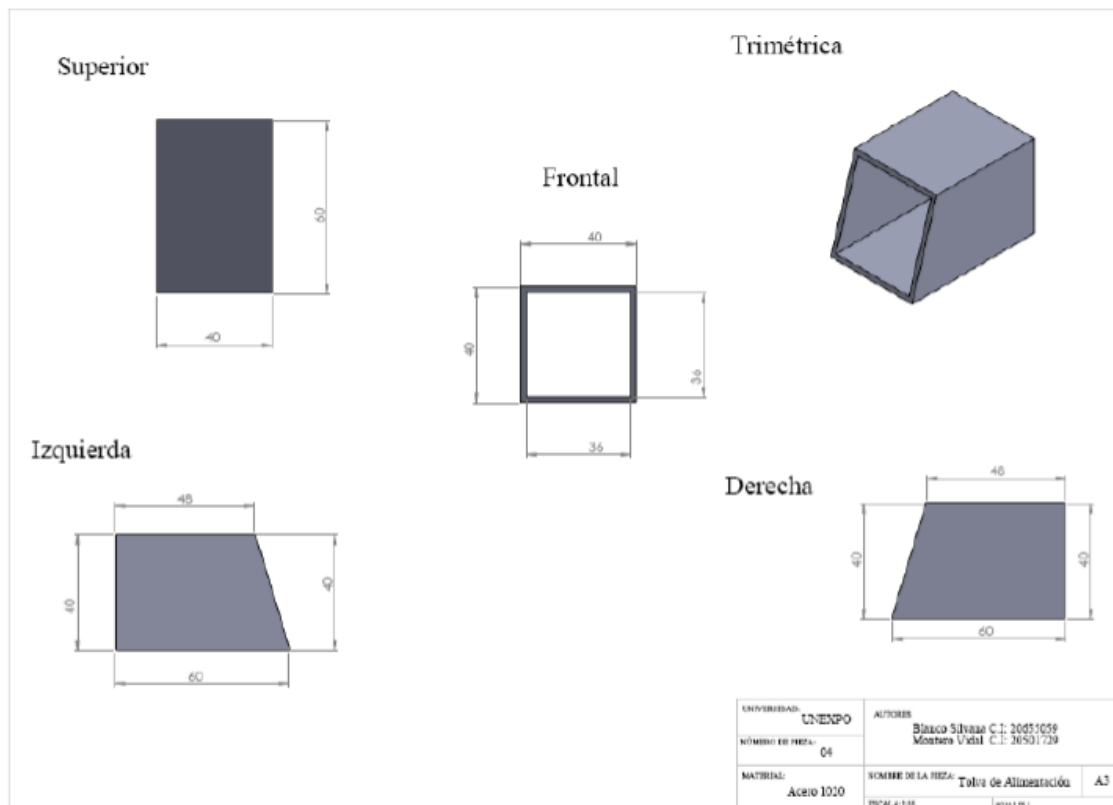 Superior
60
40
Frontal
40
40
36
36
Trimétrica
Izquierda
48
40
40
60
Derecha
48
40
40
60
UNIVERSIDAD:
UNEXPO
AUTORES
Blanco Silvana C.I: 20655059
Montero Vidal C.I: 20501729
NÚMERO DE PIEZA:
04
MATERIAL:
Acero 1020
NOMBRE DE LA PIEZA: Tolva de Alimentación
A3